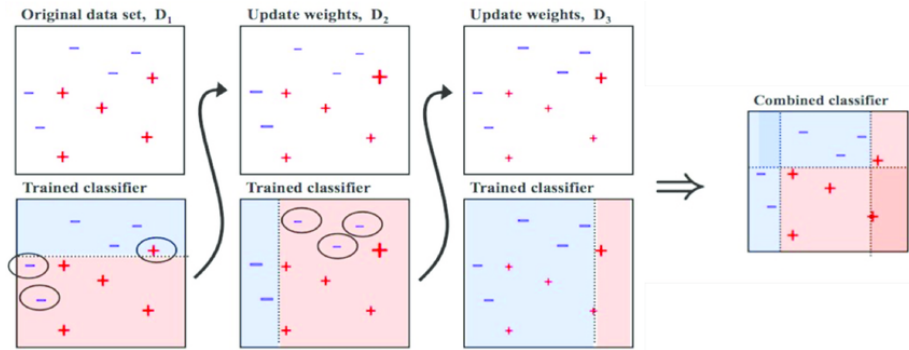 Original data set, D₁
Update weights, D₂
Update weights, D₃
Combined classifier
Trained classifier
Trained classifier
Trained classifier